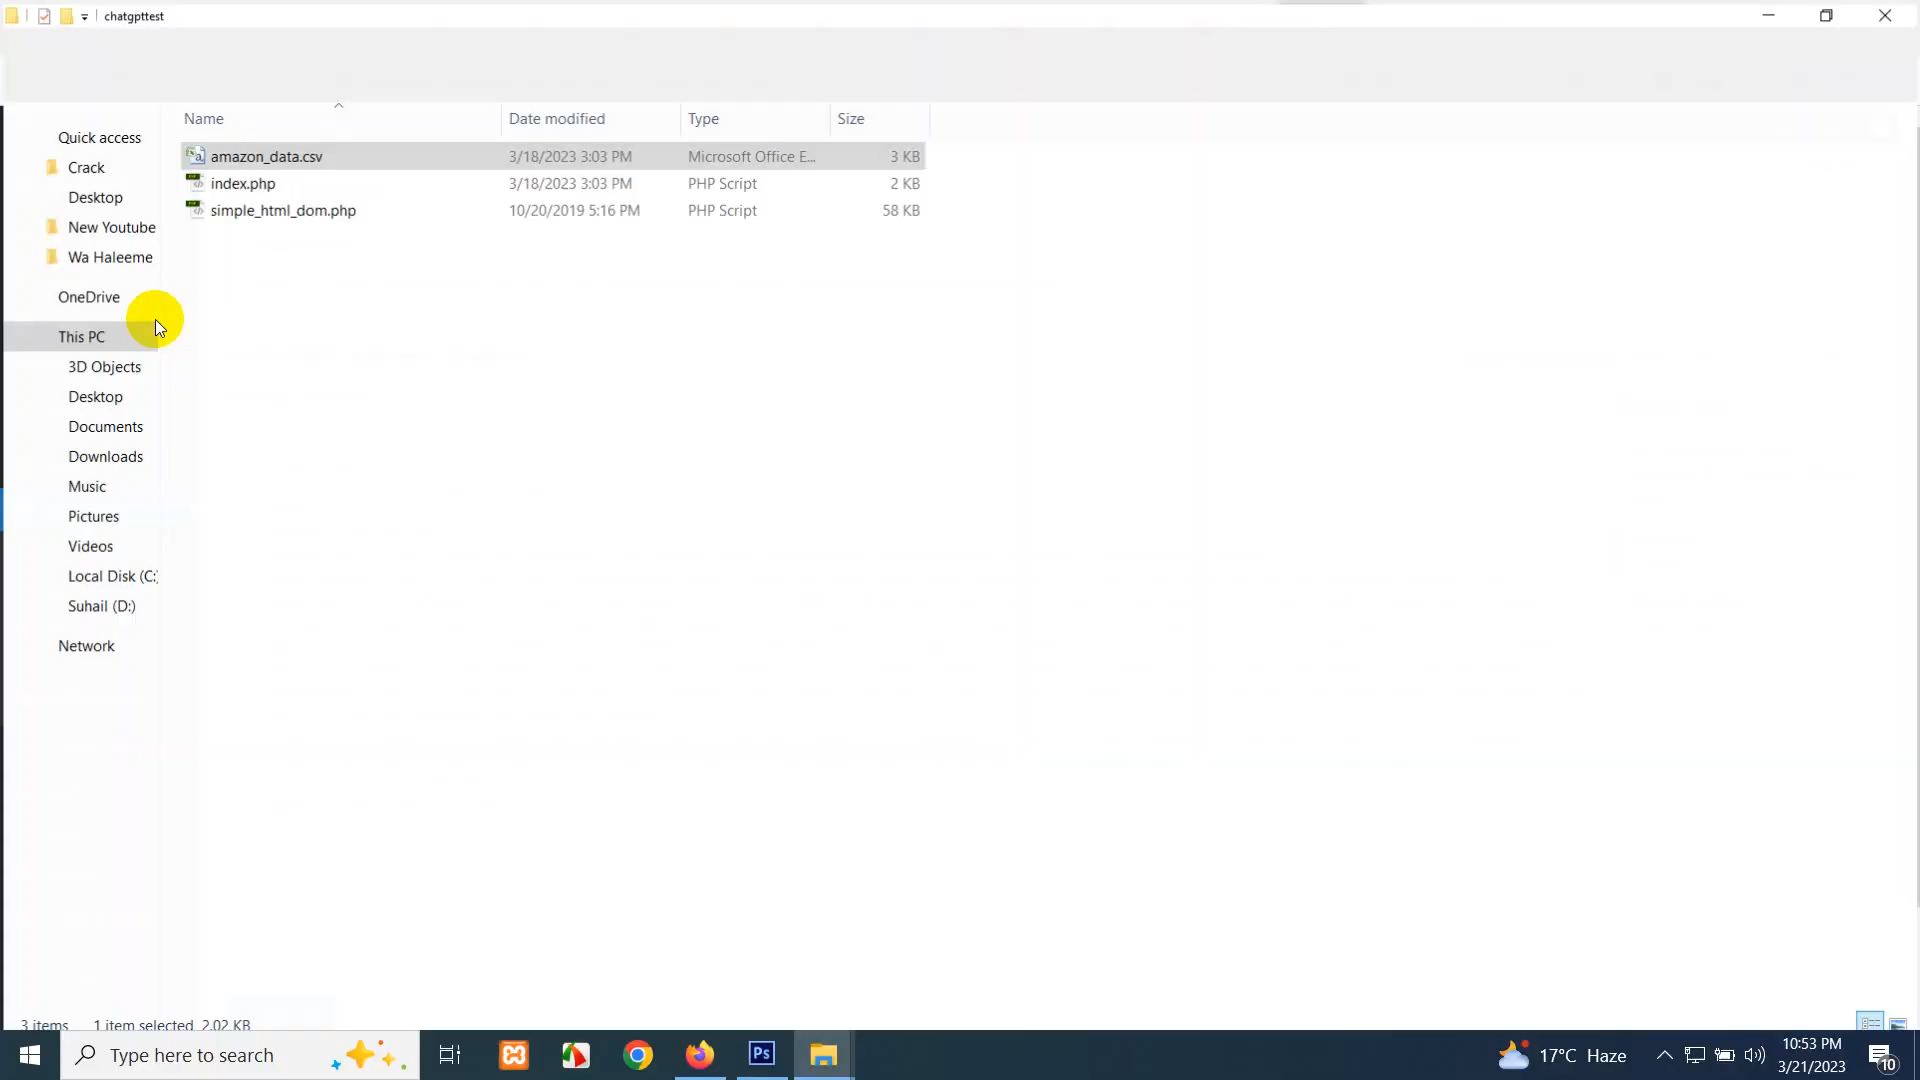 chatgpttest
Name Date modified Type Size
Quick access
Crack
Desktop
New Youtube
Wa Haleeme
OneDrive
This PC
3D Objects
Desktop
Documents
Downloads
Music
Pictures
Videos
Local Disk (C:)
Suhail (D:)
Network
amazon_data.csv 3/18/2023 3:03 PM Microsoft Office E... 3 KB
index.php 3/18/2023 3:03 PM PHP Script 2 KB
simple_html_dom.php 10/20/2019 5:16 PM PHP Script 58 KB
3 items 1 item selected 2.02 KB
Type here to search
Ps
17°C Haze
10:53 PM
3/21/2023
10